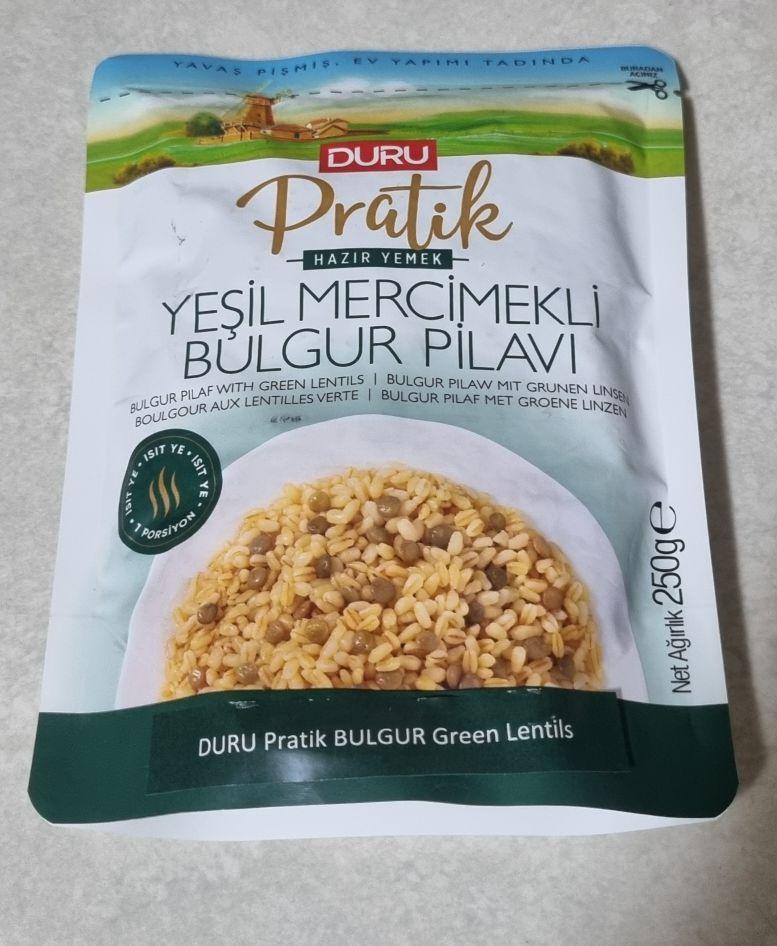 YAVAŞ PİŞMİŞ, EV YAPIMI TADINDA
BURADAN
AÇINIZ
DURU
Pratik
HAZIR YEMEK
YEŞİL MERCİMEKLİ
BULGUR PİLAVI
BULGUR PILAF WITH GREEN LENTILS | BULGUR PILAW MIT GRUNEN LINSEN
BOULGOUR AUX LENTILLES VERTE | BULGUR PILAF MET GROENE LINZEN
ISIT YE • ISIT YE • ISIT YE •
1 PORSİYON
Net Ağırlık 250g e
DURU Pratik BULGUR Green Lentils